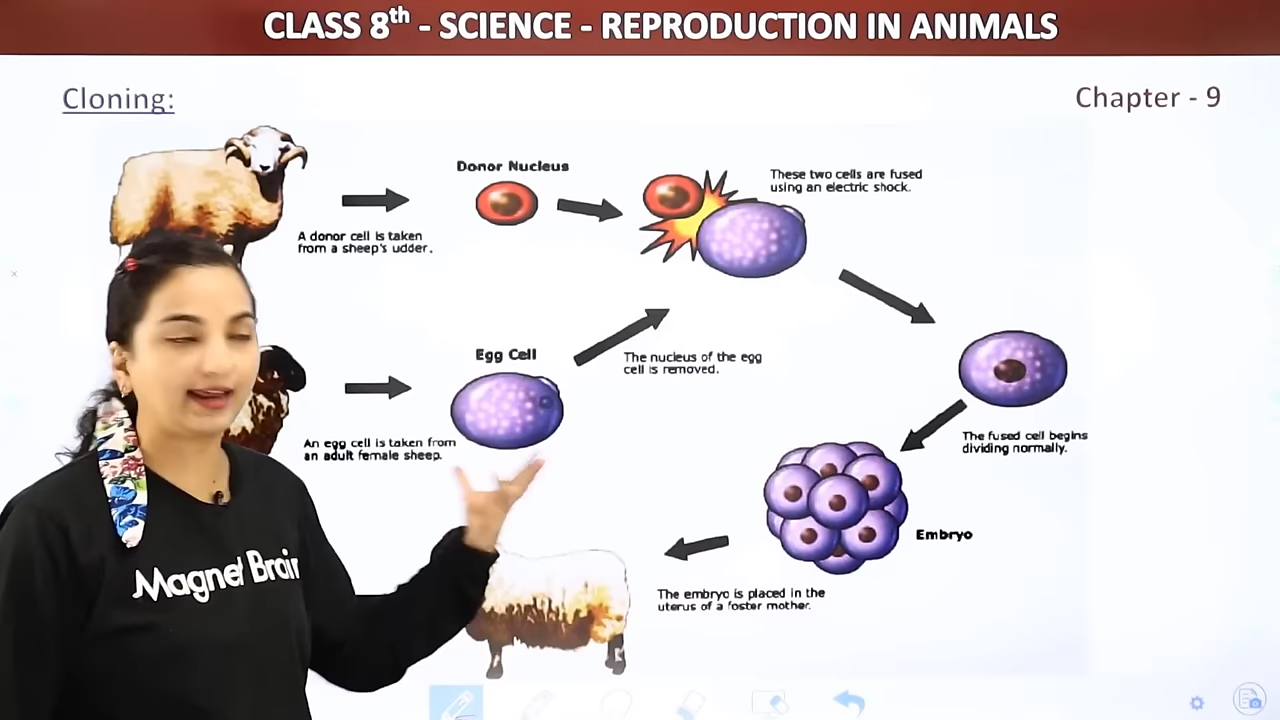 CLASS 8th - SCIENCE - REPRODUCTION IN ANIMALS
Cloning:
Chapter - 9
Donor Nucleus
These two cells are fused
using an electric shock.
A donor cell is taken
from a sheep's udder.
Egg Cell
The nucleus of the egg
cell is removed.
An egg cell is taken from
an adult female sheep.
The fused cell begins
dividing normally.
Embryo
The embryo is placed in the
uterus of a foster mother.
Magnet Brain